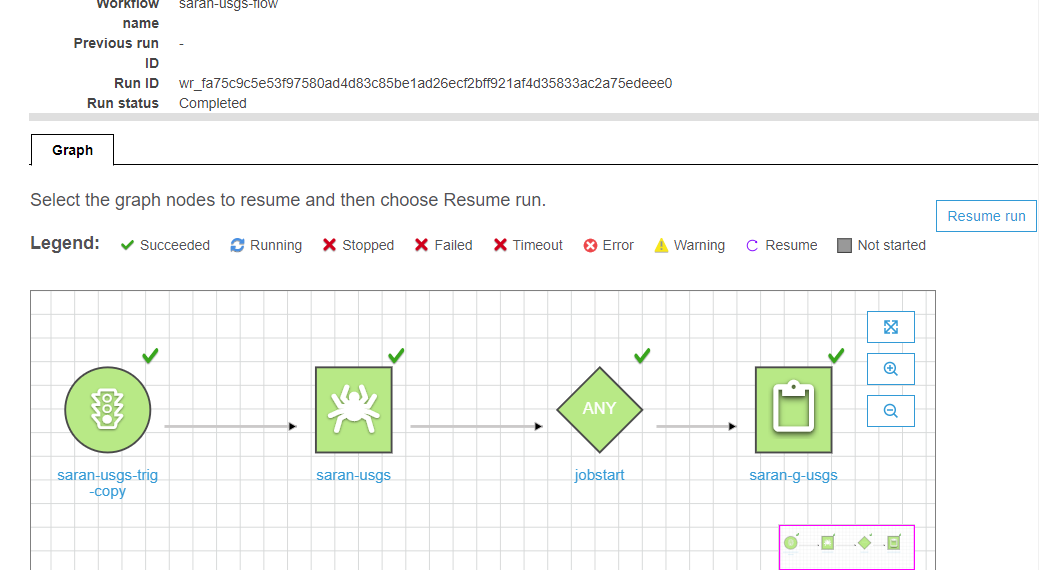 Workflow saran-usgs-flow
name
Previous run -
ID
Run ID wr_fa75c9c5e53f97580ad4d83c85be1ad26ecf2bff921af4d35833ac2a75edeee0
Run status Completed
Graph
Select the graph nodes to resume and then choose Resume run.
Resume run
Legend: Succeeded Running Stopped Failed Timeout Error Warning Resume Not started
ANY
saran-usgs-trig
-copy
saran-usgs
jobstart
saran-g-usgs